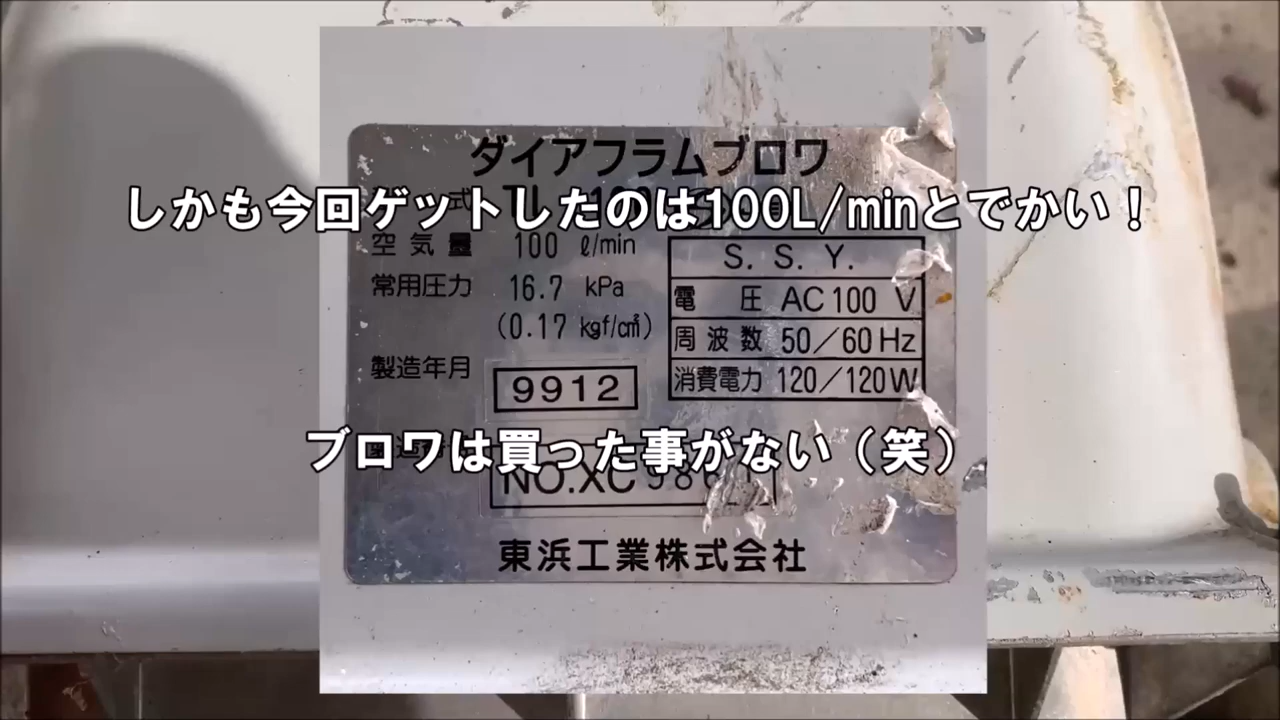 ダイアフラムブロワ
しかも今回ゲットしたのは100L/minとでかい！
空気量 100 ℓ/min
常用圧力 16.7 kPa
(0.17 kgf/c㎡)
製造年月 9912
S. S. Y.
電 圧 AC100 V
周波数 50／60Hz
消費電力 120／120W
ブロワは買った事がない（笑）
東浜工業株式会社